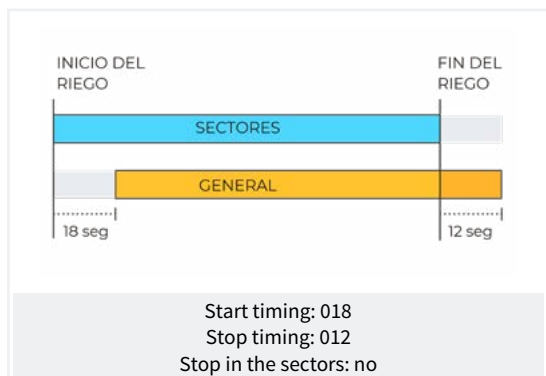 INICIO DEL
RIEGO
FIN DEL
RIEGO
SECTORES
GENERAL
18 seg
12 seg
Start timing: 018
Stop timing: 012
Stop in the sectors: no